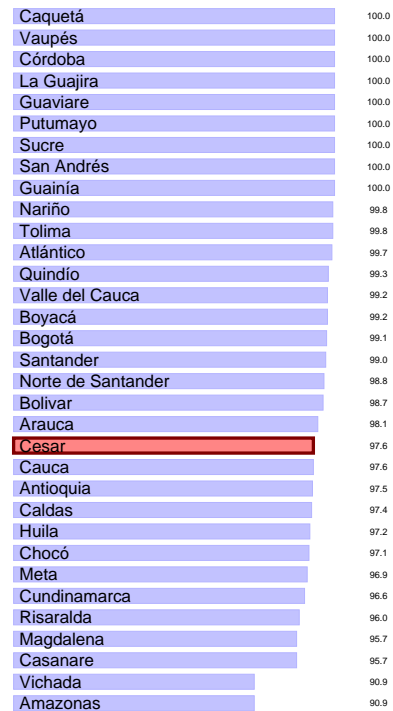 Caquetá 100.0
Vaupés 100.0
Córdoba 100.0
La Guajira 100.0
Guaviare 100.0
Putumayo 100.0
Sucre 100.0
San Andrés 100.0
Guainía 100.0
Nariño 99.8
Tolima 99.8
Atlántico 99.7
Quindío 99.3
Valle del Cauca 99.2
Boyacá 99.2
Bogotá 99.1
Santander 99.0
Norte de Santander 98.8
Bolivar 98.7
Arauca 98.1
Cesar 97.6
Cauca 97.6
Antioquia 97.5
Caldas 97.4
Huila 97.2
Chocó 97.1
Meta 96.9
Cundinamarca 96.6
Risaralda 96.0
Magdalena 95.7
Casanare 95.7
Vichada 90.9
Amazonas 90.9